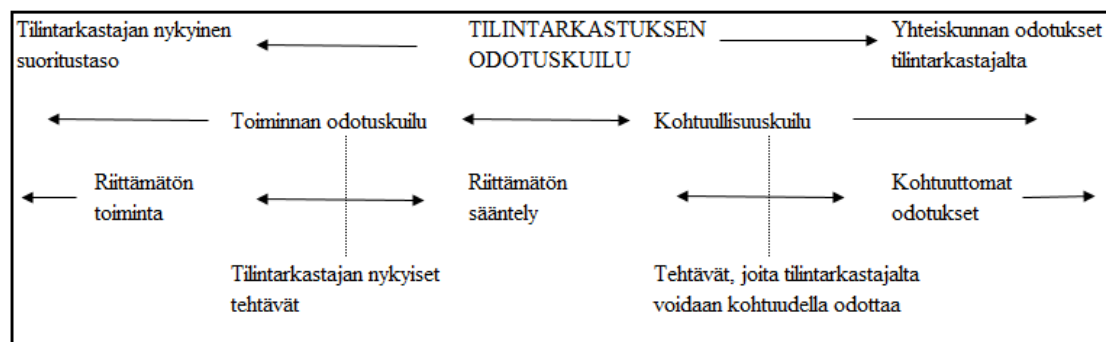 Tilintarkastajan nykyinen
suoritustaso
TILINTARKASTUKSEN
ODOTUSKUILU
Yhteiskunnan odotukset
tilintarkastajalta
Toiminnan odotuskuilu
Kohtuullisuuskuilu
Riittämätön
toiminta
Riittämätön
sääntely
Kohtuuttomat
odotukset
Tilintarkastajan nykyiset
tehtävät
Tehtävät, joita tilintarkastajalta
voidaan kohtuudella odottaa